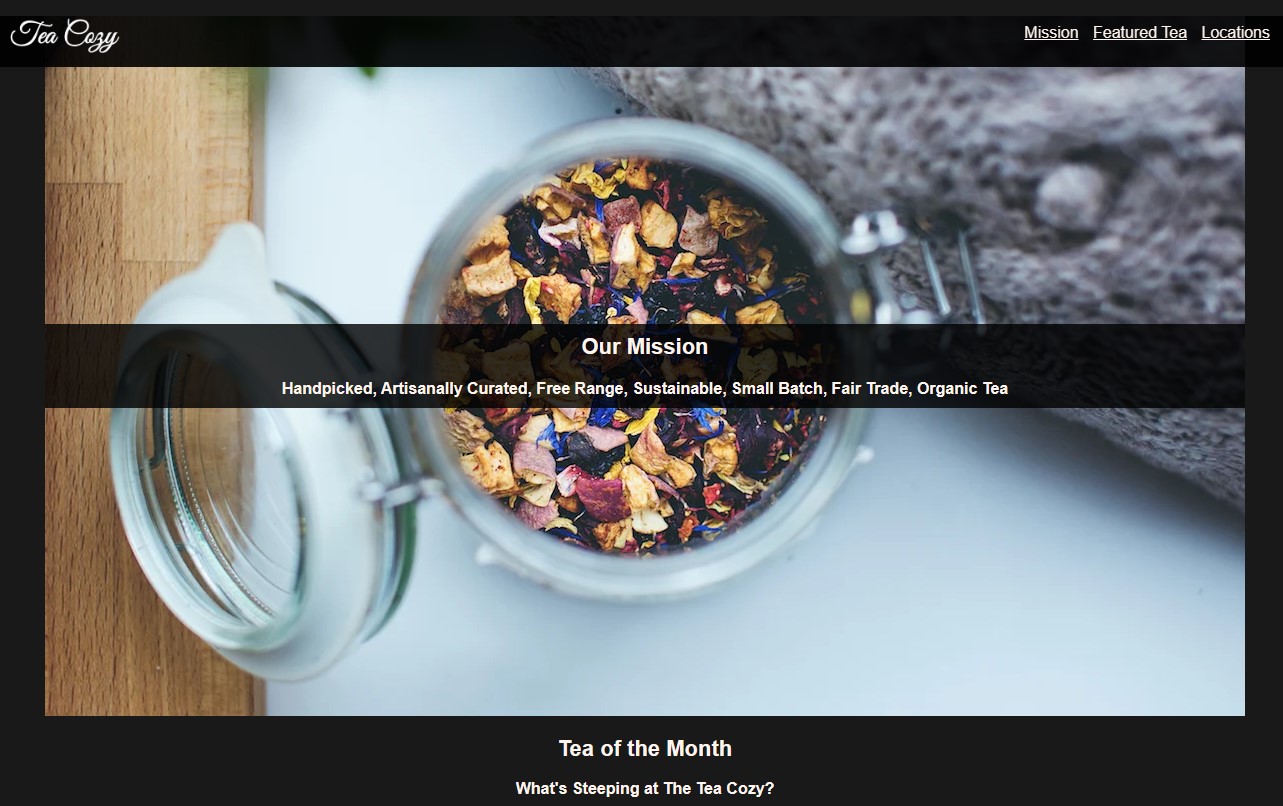 Tea Cozy
Mission Featured Tea Locations
Our Mission
Handpicked, Artisanally Curated, Free Range, Sustainable, Small Batch, Fair Trade, Organic Tea
Tea of the Month
What's Steeping at The Tea Cozy?